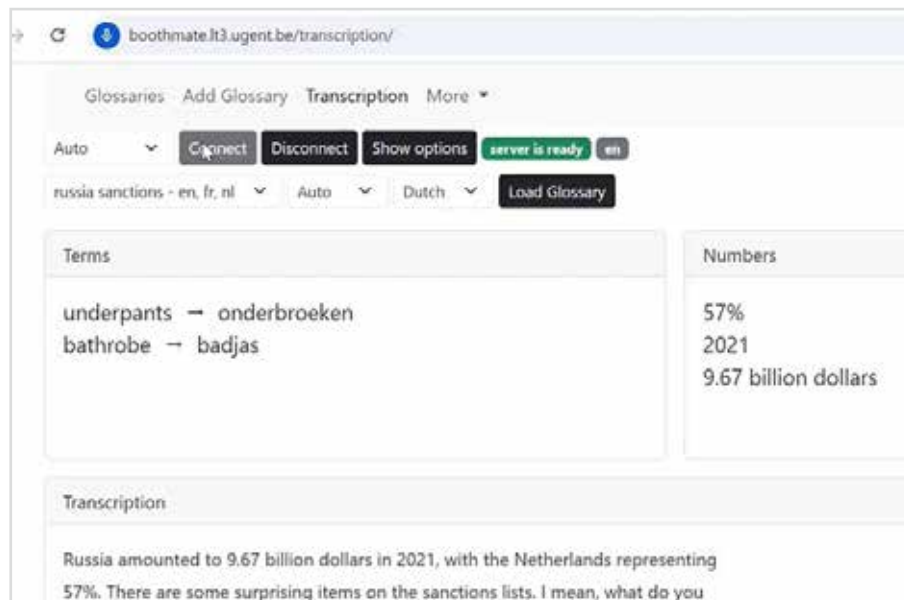 boothmate.lt3.ugent.be/transcription/
Glossaries Add Glossary Transcription More
Auto Connect Disconnect Show options server is ready en
russia sanctions - en, fr, nl Auto Dutch Load Glossary
Terms
underpants → onderbroeken
bathrobe → badjas
Numbers
57%
2021
9.67 billion dollars
Transcription
Russia amounted to 9.67 billion dollars in 2021, with the Netherlands representing
57%. There are some surprising items on the sanctions lists. I mean, what do you